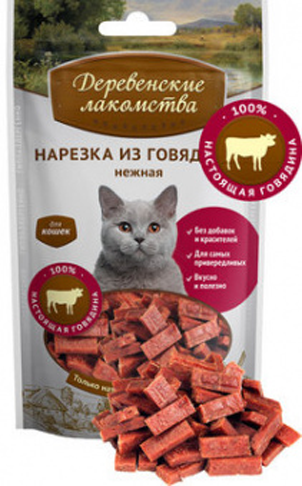 Деревенские
лакомства
НАРЕЗКА ИЗ
нежная
для
кошек
100%
НАСТОЯЩАЯ ГОВЯДИНА
Без добавок
и красителей
Для самых
привередливых
Вкусно
и полезно
100%
НАСТОЯЩАЯ ГОВЯДИНА
Только